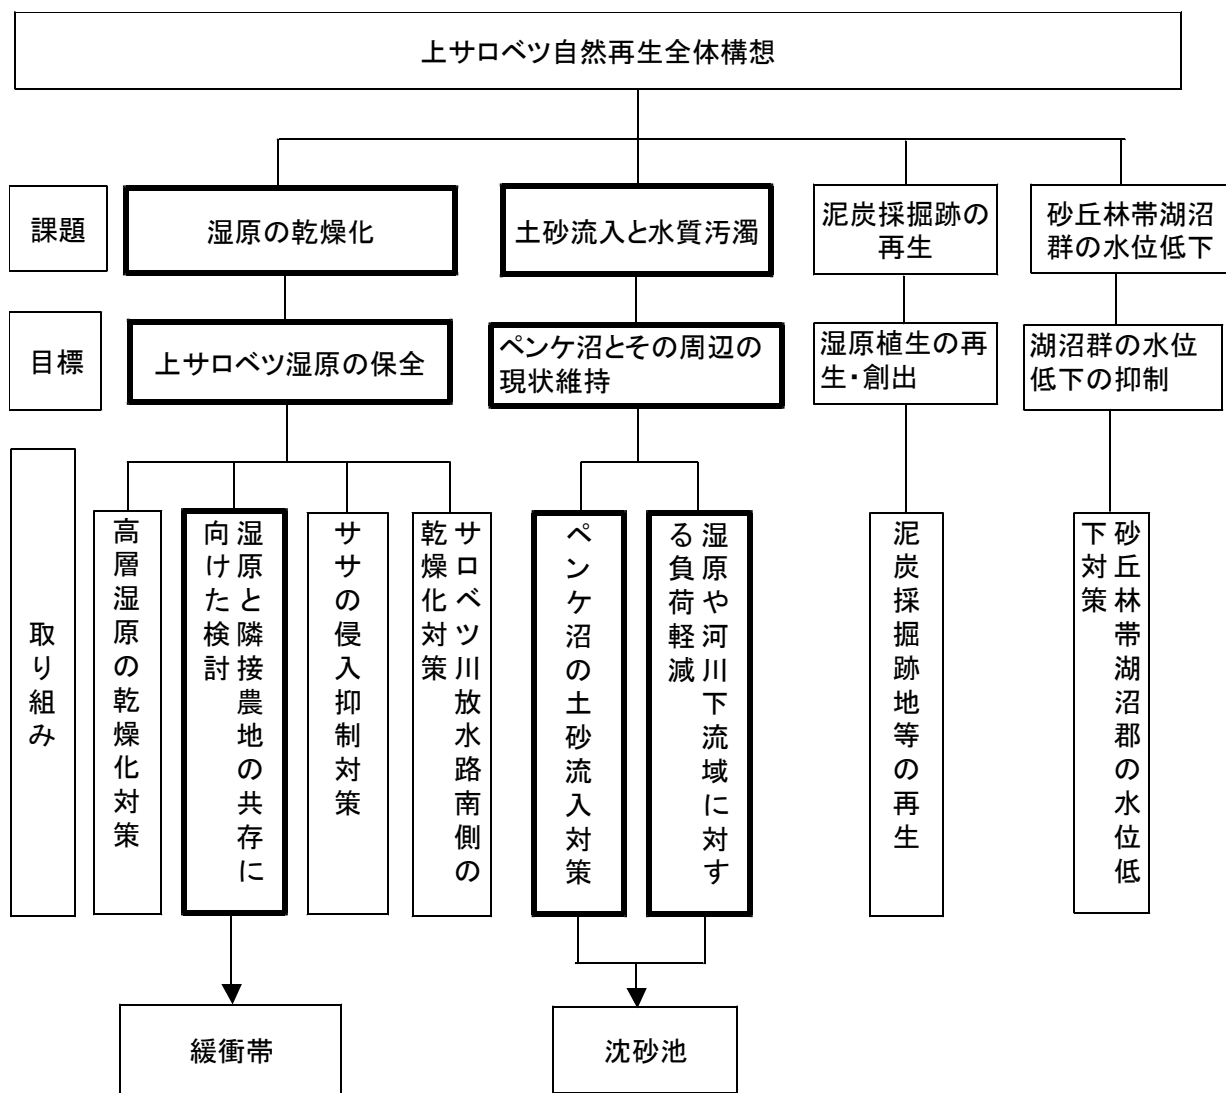 上サロベツ自然再生全体構想
課題
湿原の乾燥化
土砂流入と水質汚濁
泥炭採掘跡の
再生
砂丘林帯湖沼
群の水位低下
目標
上サロベツ湿原の保全
ペンケ沼とその周辺の
現状維持
湿原植生の再
生・創出
湖沼群の水位
低下の抑制
取り組み
高層湿原の乾燥化対策
湿原と隣接農地の共存に
向けた検討
ササの侵入抑制対策
サロベツ川放水路南側の
乾燥化対策
ペンケ沼の土砂流入対策
湿原や河川下流域に対す
る負荷軽減
泥炭採掘跡地等の再生
砂丘林帯湖沼郡の水位低
下対策
緩衝帯
沈砂池